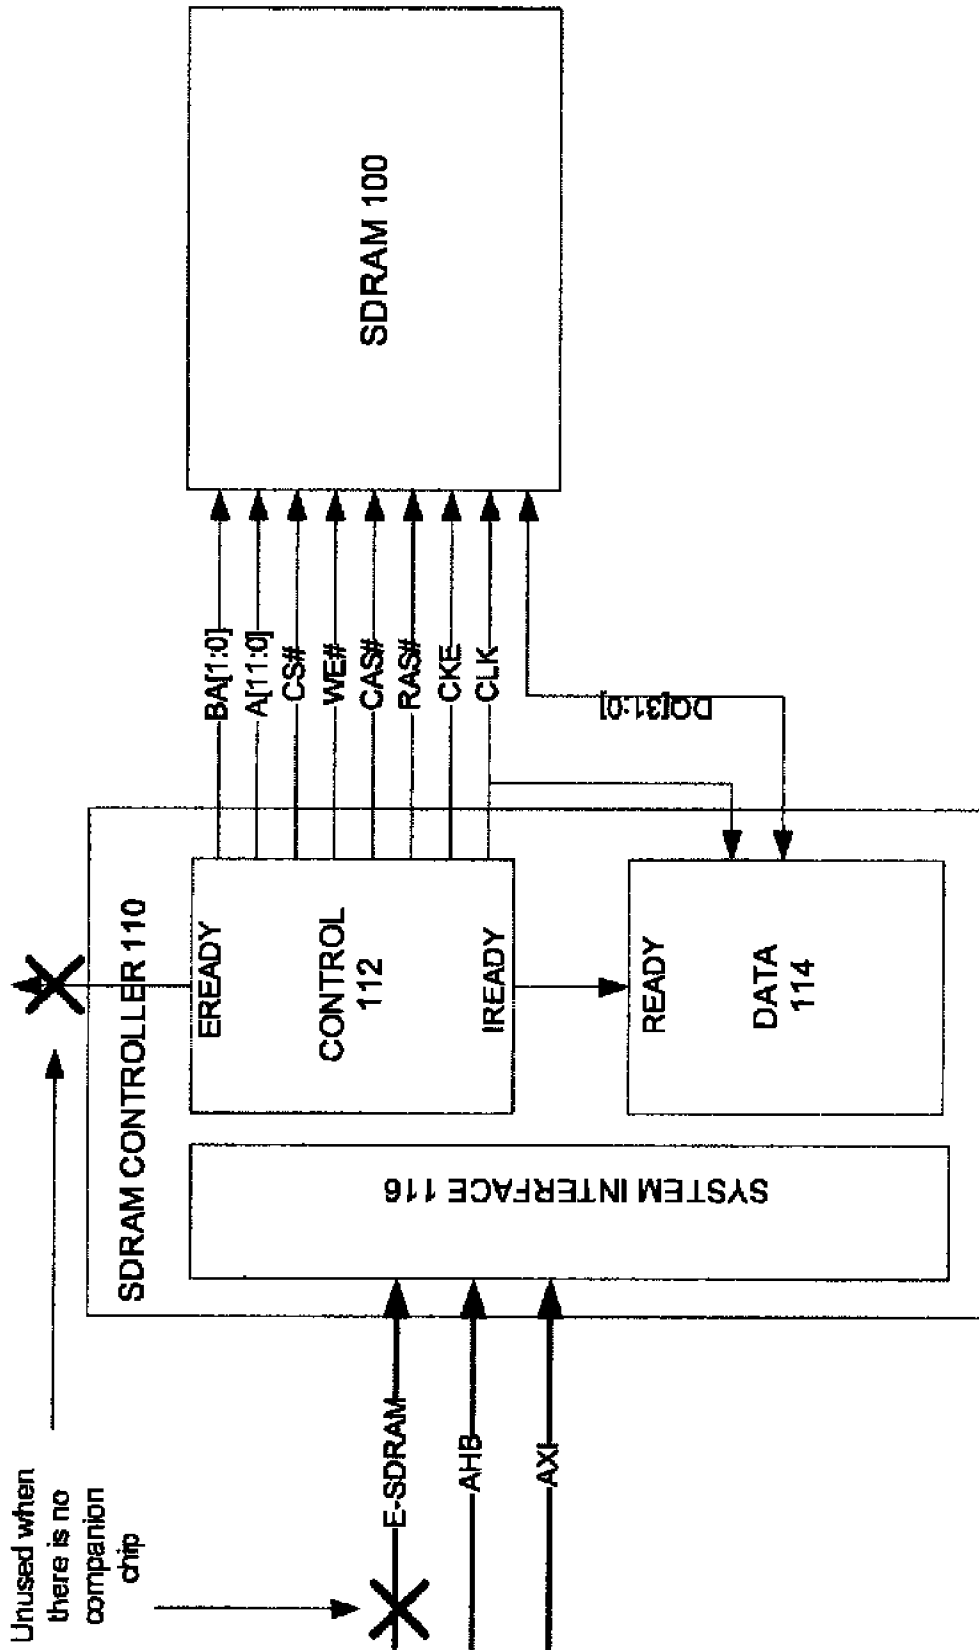 Unused when
there is no
companion
chip
E-SDRAM
AHB
AXI
SDRAM CONTROLLER 110
SYSTEM INTERFACE 116
EREADY
CONTROL
112
IREADY
READY
DATA
114
BA[1:0]
A[11:0]
CS#
WE#
CAS#
RAS#
CKE
CLK
DQ[31:0]
SDRAM 100